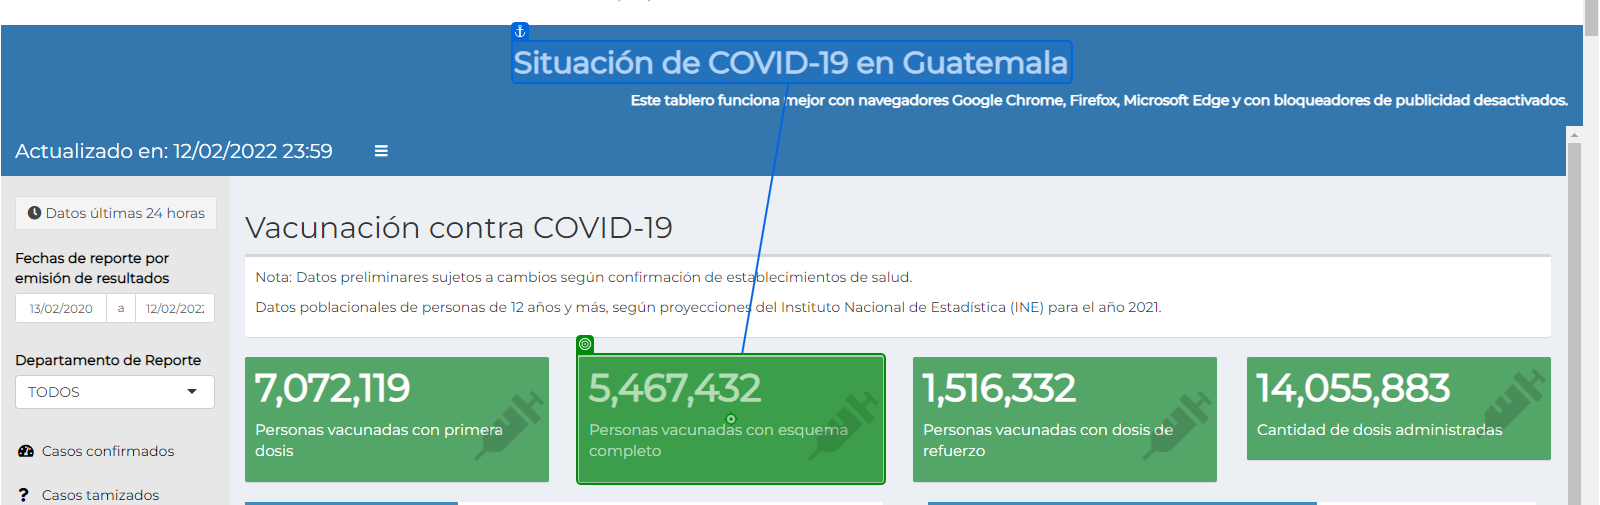 Situación de COVID-19 en Guatemala
Este tablero funciona mejor con navegadores Google Chrome, Firefox, Microsoft Edge y con bloqueadores de publicidad desactivados.
Actualizado en: 12/02/2022 23:59
Datos últimas 24 horas
Fechas de reporte por
emisión de resultados
13/02/2020 a 12/02/202
Departamento de Reporte
TODOS
Casos confirmados
? Casos tamizados
Vacunación contra COVID-19
Nota: Datos preliminares sujetos a cambios según confirmación de establecimientos de salud.
Datos poblacionales de personas de 12 años y más, según proyecciones del Instituto Nacional de Estadística (INE) para el año 2021.
7,072,119
Personas vacunadas con primera
dosis
5,467,432
Personas vacunadas con esquema
completo
1,516,332
Personas vacunadas con dosis de
refuerzo
14,055,883
Cantidad de dosis administradas